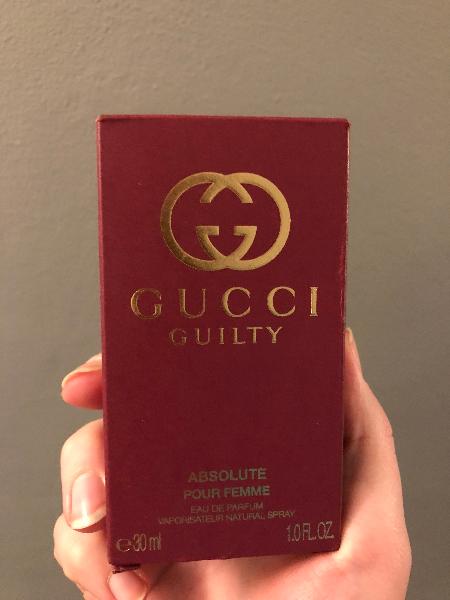 GUCCI
GUILTY
ABSOLUTE
POUR FEMME
EAU DE PARFUM
VAPORISATEUR NATURAL SPRAY
℮30 ml 1.0 FL.OZ.